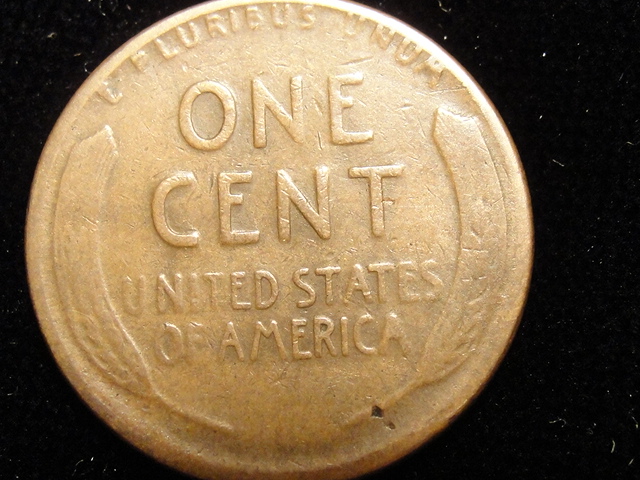 E PLURIBUS UNUM
ONE
CENT
UNITED STATES
OF AMERICA